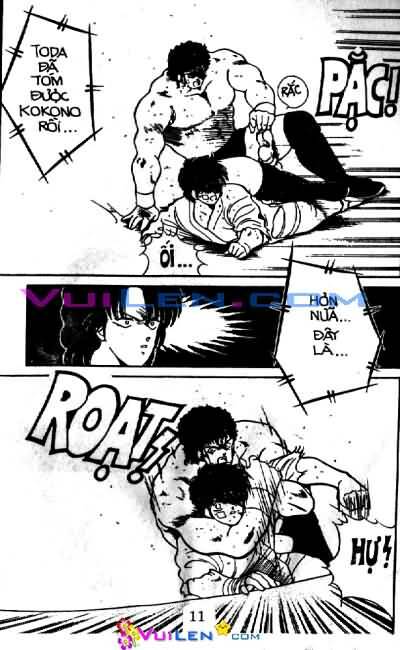 TODA
ĐÃ
TÓM
ĐƯỢC
KOKONO
RỒI...
RẮC
PẶC!
ỐI...
HƠN
NỮA...
ĐÂY
LÀ...
VUILEN.COM
ROẠT!!
HỰ!!
11
VUILEN.COM